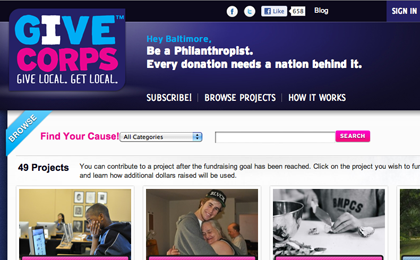 GIVE™
CORPS
GIVE LOCAL. GET LOCAL.
Like 658
Blog
SIGN IN
Hey Baltimore,
Be a Philanthropist.
Every donation needs a nation behind it.
SUBSCRIBE! | BROWSE PROJECTS | HOW IT WORKS
BROWSE
Find Your Cause! All Categories SEARCH
49 Projects
You can contribute to a project after the fundraising goal has been reached. Click on the project you wish to fun
and learn how additional dollars raised will be used.